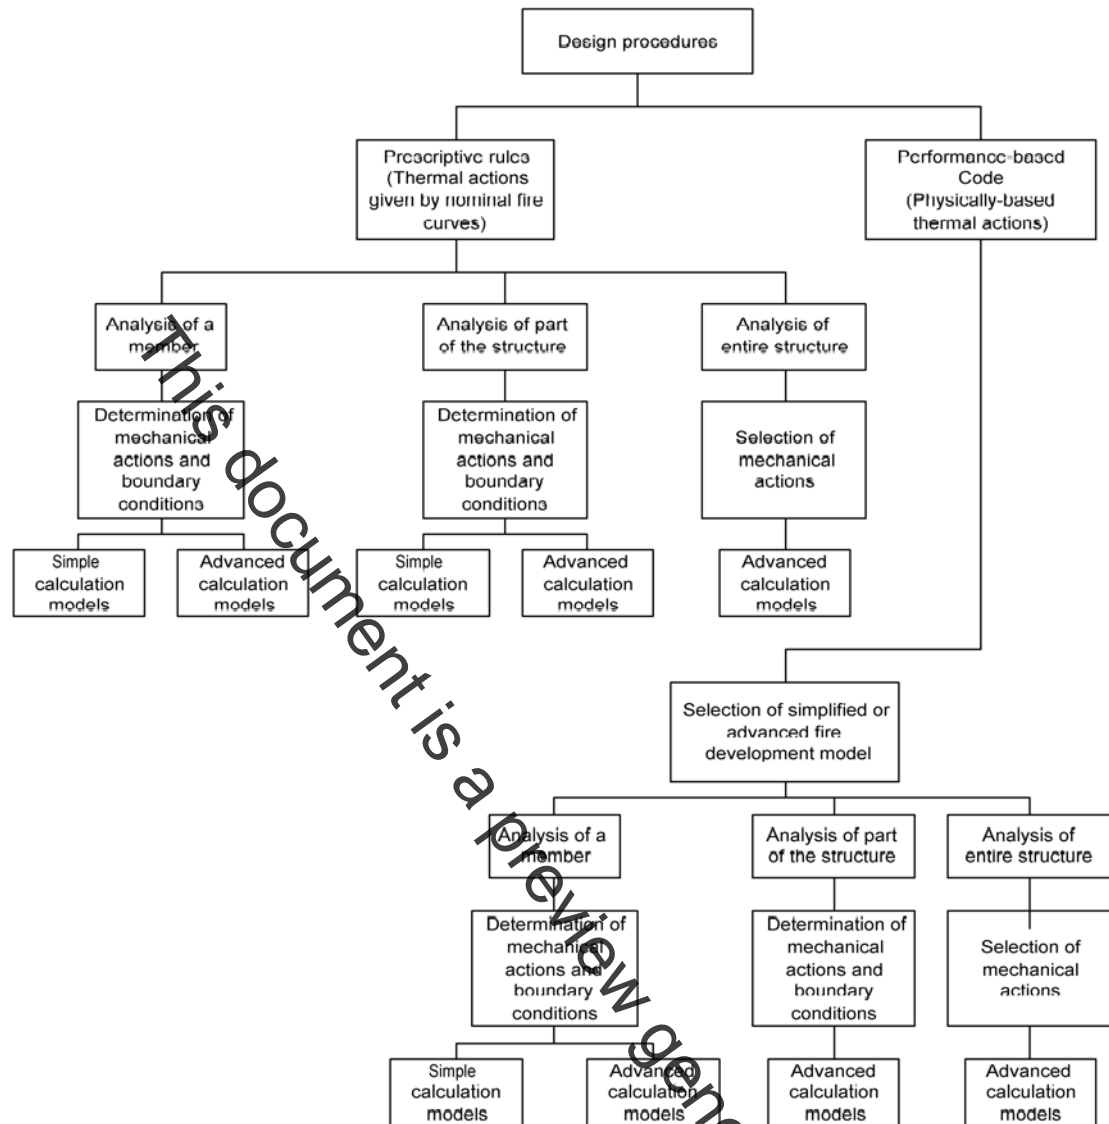 Design procedures
Prescriptive rules
(Thermal actions
given by nominal fire
curves)
Performance-based
Code
(Physically-based
thermal actions)
Analysis of a
member
Analysis of part
of the structure
Analysis of
entire structure
Determination of
mechanical
actions and
boundary
conditions
Determination of
mechanical
actions and
boundary
conditions
Selection of
mechanical
actions
Simple
calculation
models
Advanced
calculation
models
Simple
calculation
models
Advanced
calculation
models
Advanced
calculation
models
Selection of simplified or
advanced fire
development model
Analysis of a
member
Analysis of part
of the structure
Analysis of
entire structure
Determination of
mechanical
actions and
boundary
conditions
Determination of
mechanical
actions and
boundary
conditions
Selection of
mechanical
actions
Simple
calculation
models
Advanced
calculation
models
Advanced
calculation
models
Advanced
calculation
models
This document is a preview gene